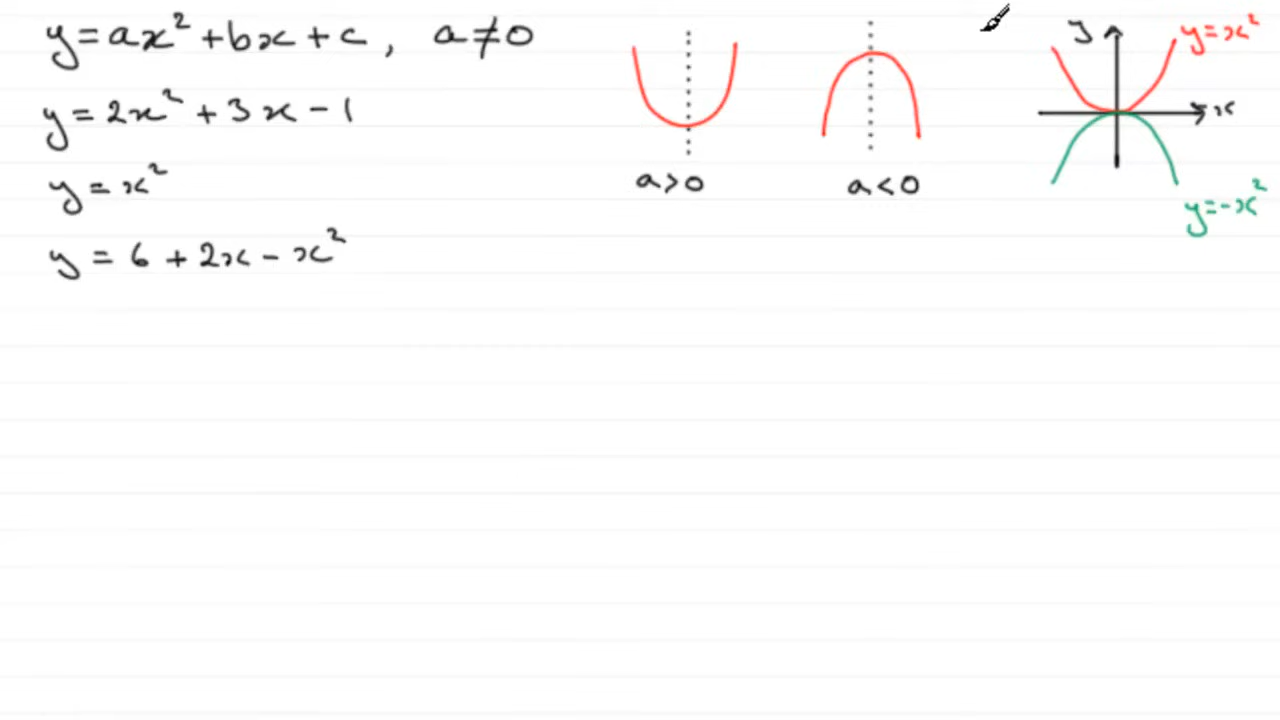 y = ax² + bx + c, a ≠ 0
y = 2x² + 3x - 1
y = x²
y = 6 + 2x - x²
a > 0
a < 0
y
x
y = x²
y = -x²